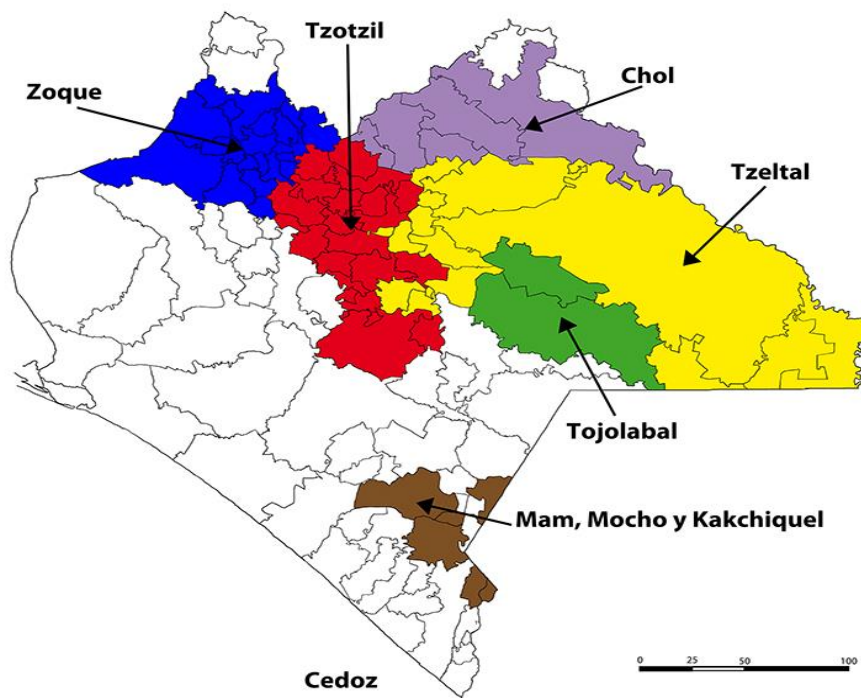 Tzotzil
Chol
Zoque
Tzeltal
Tojolabal
Mam, Mocho y Kakchiquel
Cedoz
0 25 50 100